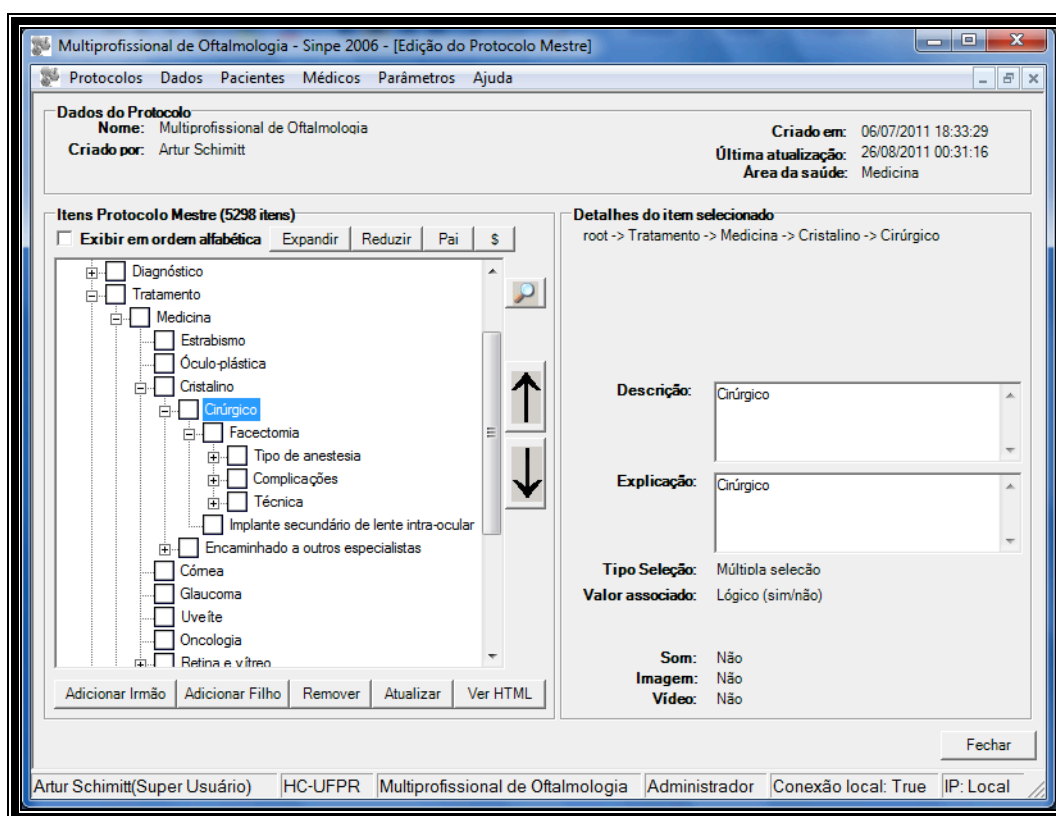 Multiprofissional de Oftalmologia - Sinpe 2006 - [Edição do Protocolo Mestre]
Protocolos Dados Pacientes Médicos Parâmetros Ajuda
Dados do Protocolo
Nome: Multiprofissional de Oftalmologia
Criado por: Artur Schimitt
Criado em: 06/07/2011 18:33:29
Última atualização: 26/08/2011 00:31:16
Área da saúde: Medicina
Itens Protocolo Mestre (5298 itens)
Exibir em ordem alfabética Expandir Reduzir Pai $
Diagnóstico
Tratamento
Medicina
Estrabismo
Óculo-plástica
Cristalino
Cirúrgico
Facectomia
Tipo de anestesia
Complicações
Técnica
Implante secundário de lente intra-ocular
Encaminhado a outros especialistas
Córnea
Glaucoma
Uveíte
Oncologia
Retina e vítreo
Adicionar Irmão Adicionar Filho Remover Atualizar Ver HTML
Detalhes do item selecionado
root -> Tratamento -> Medicina -> Cristalino -> Cirúrgico
Descrição: Cirúrgico
Explicação: Cirúrgico
Tipo Seleção: Múltipla seleção
Valor associado: Lógico (sim/não)
Som: Não
Imagem: Não
Vídeo: Não
Fechar
Artur Schimitt(Super Usuário) HC-UFPR Multiprofissional de Oftalmologia Administrador Conexão local: True IP: Local